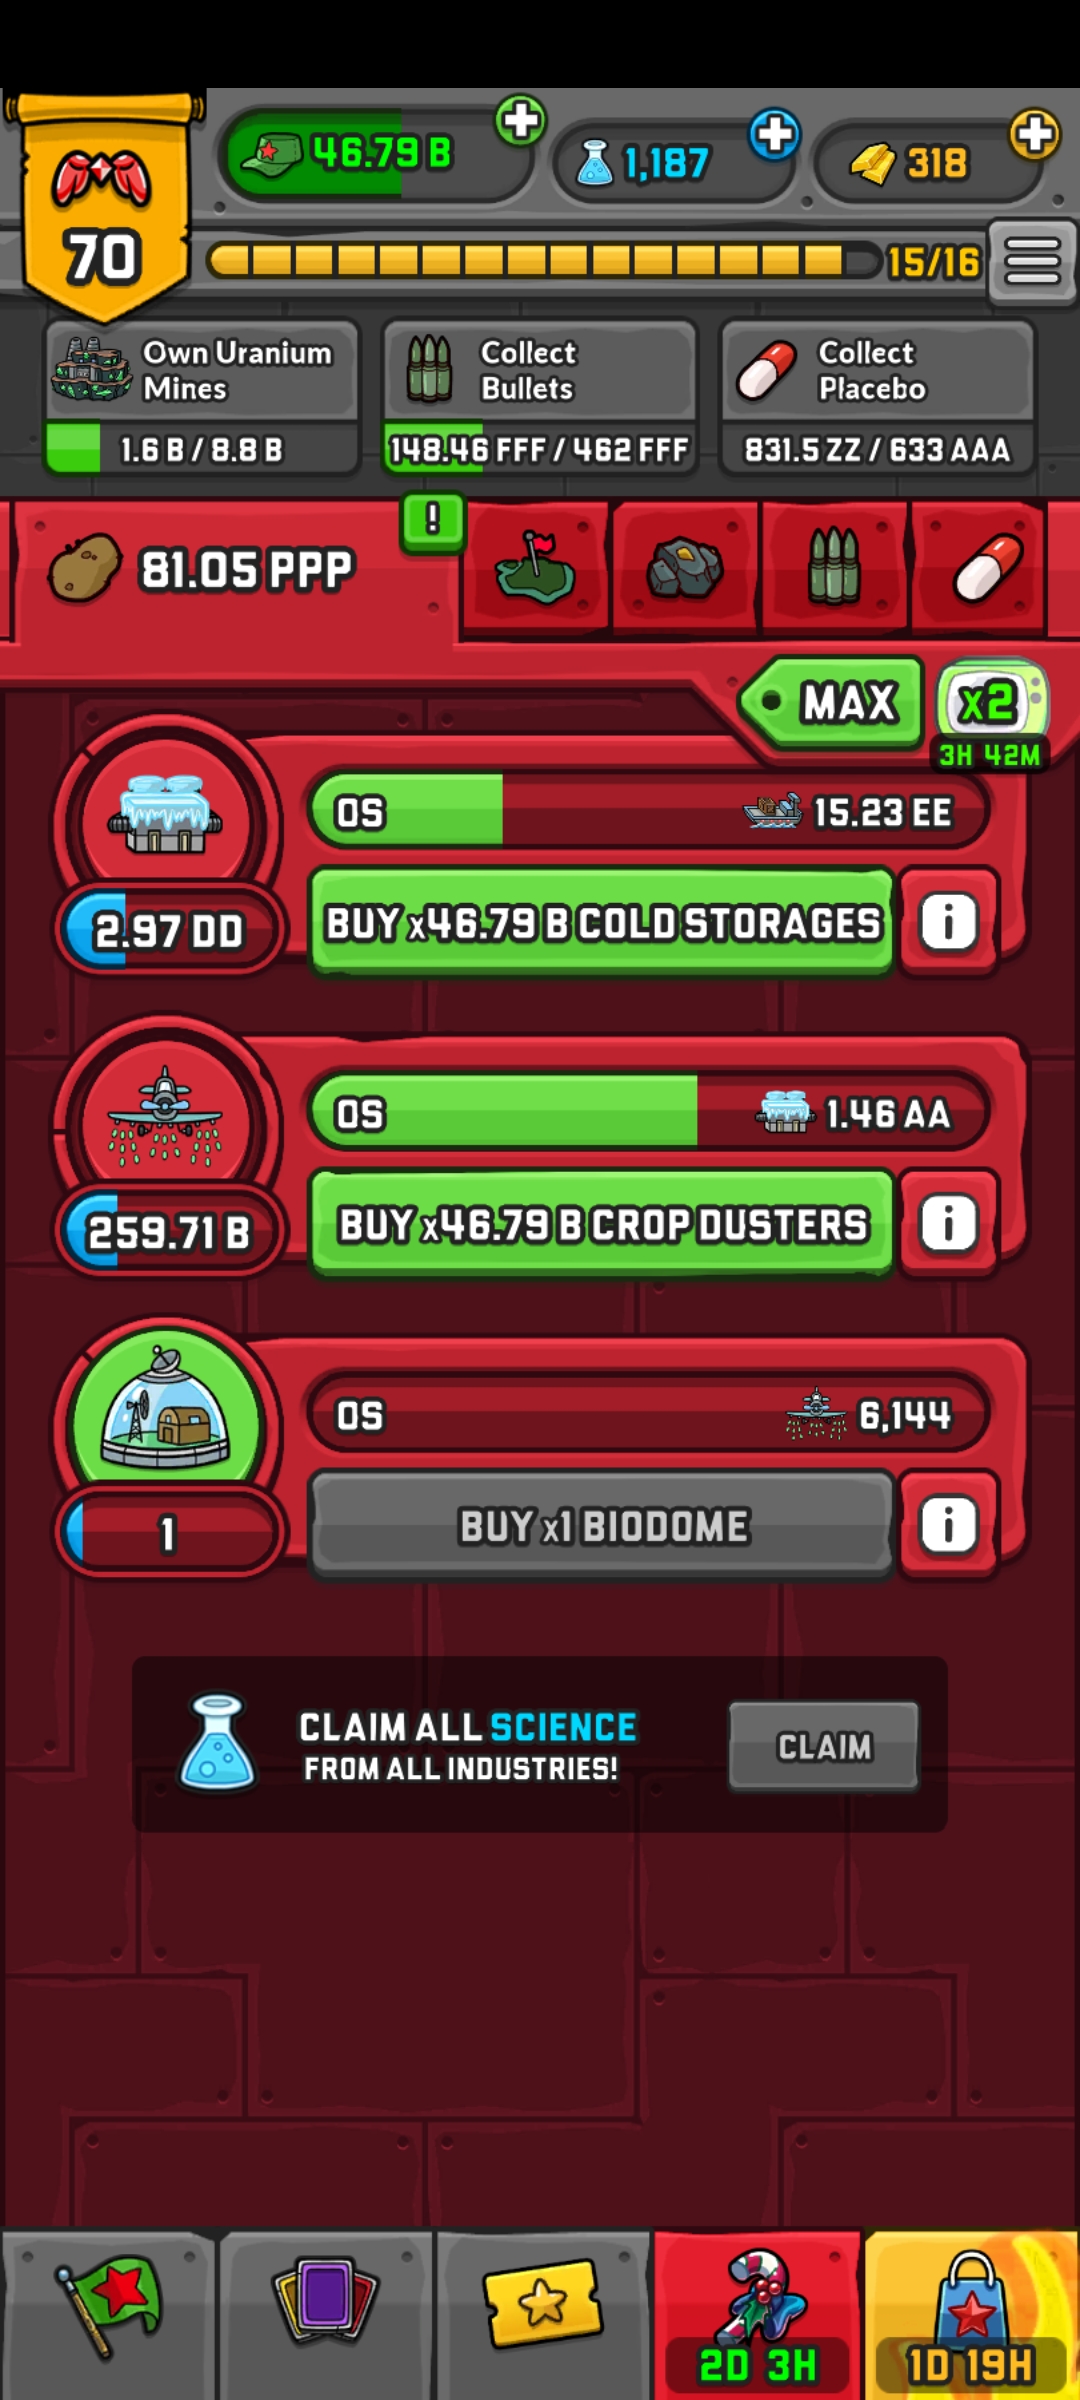 46.79 B
1,187
318
70
15/16
Own Uranium
Mines
1.6 B / 8.8 B
Collect
Bullets
148.46 FFF / 462 FFF
Collect
Placebo
831.5 ZZ / 633 AAA
81.05 PPP
!
MAX
x2
3H 42M
0S
15.23 EE
2.97 DD
BUY x46.79 B COLD STORAGES
i
0S
1.46 AA
259.71 B
BUY x46.79 B CROP DUSTERS
i
0S
6,144
1
BUY x1 BIODOME
i
CLAIM ALL SCIENCE
FROM ALL INDUSTRIES!
CLAIM
2D 3H
1D 19H